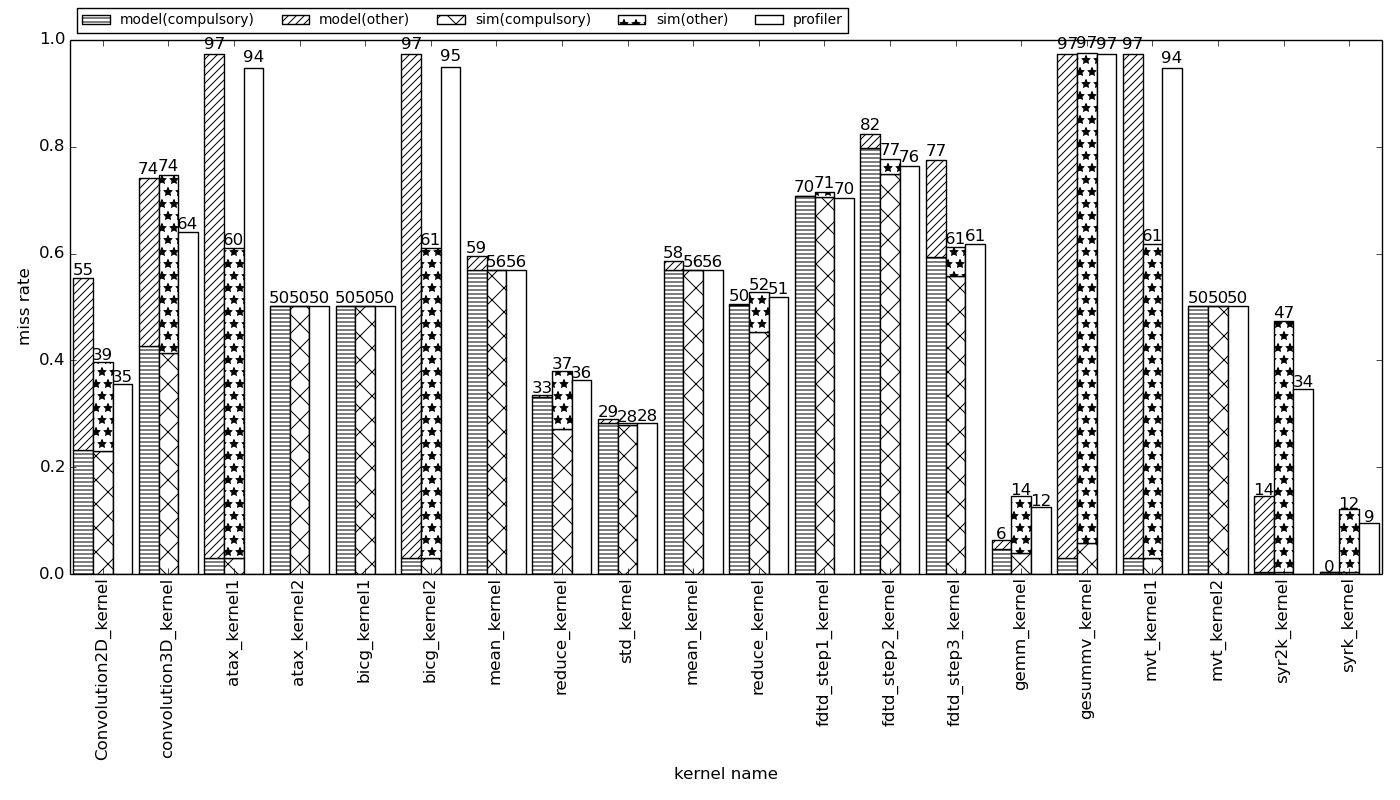 model(compulsory) model(other) sim(compulsory) sim(other) profiler
miss rate
1.0
0.8
0.6
0.4
0.2
0.0
55 39 35
74 74 64
97 60 94
50 50 50
50 50 50
97 61 95
59 56 56
33 37 36
29 28 28
58 56 56
50 52 51
70 71 70
82 77 76
77 61 61
6 14 12
97 97 97
97 61 94
50 50 50
14 47 34
0 12 9
Convolution2D_kernel
convolution3D_kernel
atax_kernel1
atax_kernel2
bicg_kernel1
bicg_kernel2
mean_kernel
reduce_kernel
std_kernel
mean_kernel
reduce_kernel
fdtd_step1_kernel
fdtd_step2_kernel
fdtd_step3_kernel
gemm_kernel
gesummv_kernel
mvt_kernel1
mvt_kernel2
syr2k_kernel
syrk_kernel
kernel name